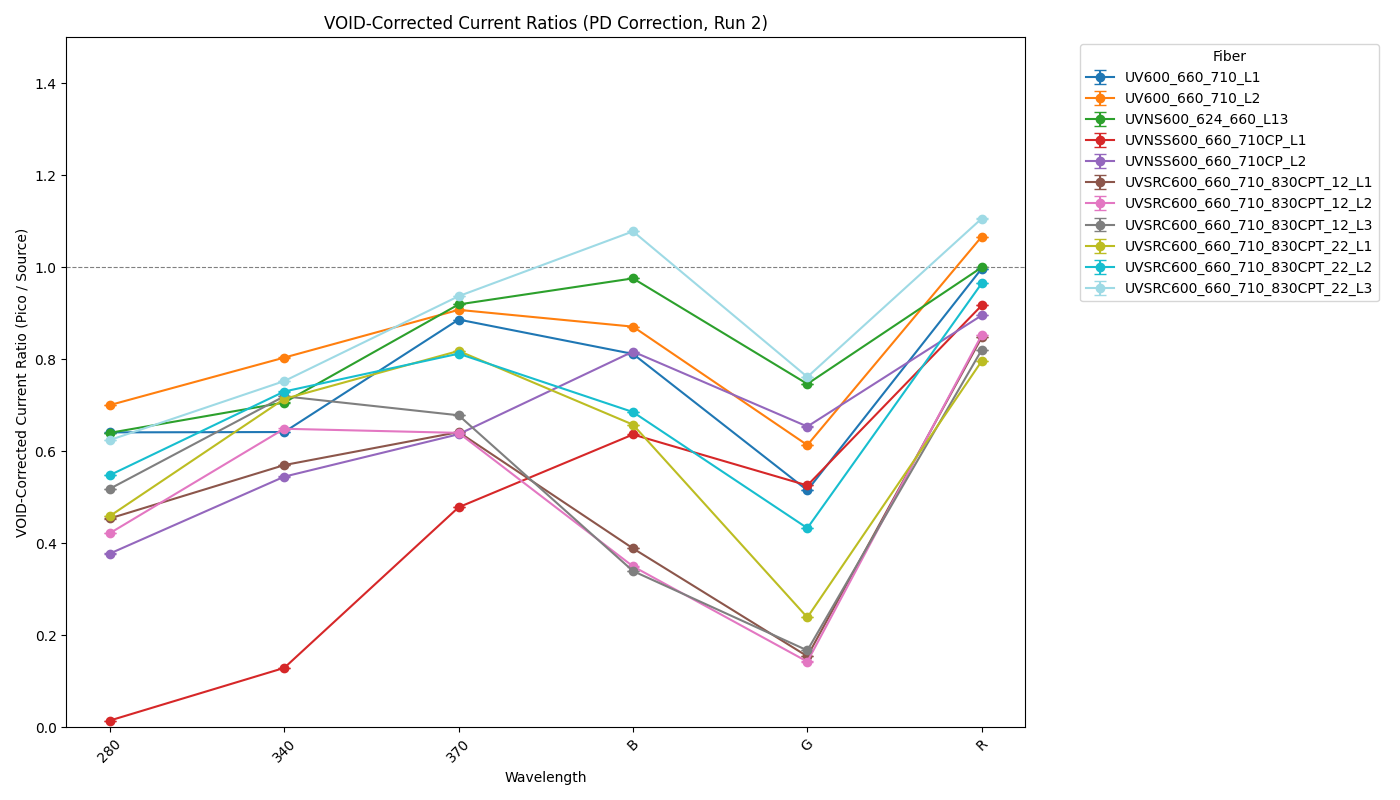 VOID-Corrected Current Ratios (PD Correction, Run 2)
VOID-Corrected Current Ratio (Pico / Source)
1.4
1.2
1.0
0.8
0.6
0.4
0.2
0.0
280
340
370
B
G
R
Wavelength
Fiber
UV600_660_710_L1
UV600_660_710_L2
UVNS600_624_660_L13
UVNSS600_660_710CP_L1
UVNSS600_660_710CP_L2
UVSRC600_660_710_830CPT_12_L1
UVSRC600_660_710_830CPT_12_L2
UVSRC600_660_710_830CPT_12_L3
UVSRC600_660_710_830CPT_22_L1
UVSRC600_660_710_830CPT_22_L2
UVSRC600_660_710_830CPT_22_L3